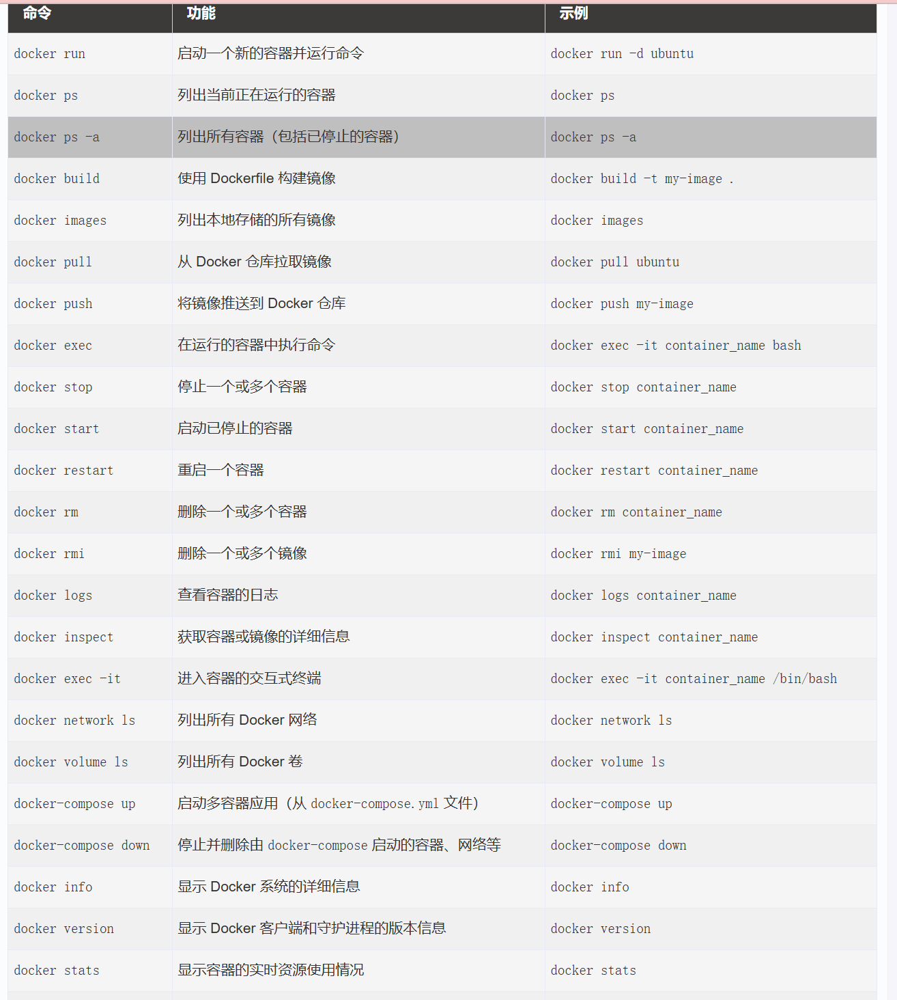 命令 功能 示例
docker run 启动一个新的容器并运行命令 docker run -d ubuntu
docker ps 列出当前正在运行的容器 docker ps
docker ps -a 列出所有容器（包括已停止的容器） docker ps -a
docker build 使用 Dockerfile 构建镜像 docker build -t my-image .
docker images 列出本地存储的所有镜像 docker images
docker pull 从 Docker 仓库拉取镜像 docker pull ubuntu
docker push 将镜像推送到 Docker 仓库 docker push my-image
docker exec 在运行的容器中执行命令 docker exec -it container_name bash
docker stop 停止一个或多个容器 docker stop container_name
docker start 启动已停止的容器 docker start container_name
docker restart 重启一个容器 docker restart container_name
docker rm 删除一个或多个容器 docker rm container_name
docker rmi 删除一个或多个镜像 docker rmi my-image
docker logs 查看容器的日志 docker logs container_name
docker inspect 获取容器或镜像的详细信息 docker inspect container_name
docker exec -it 进入容器的交互式终端 docker exec -it container_name /bin/bash
docker network ls 列出所有 Docker 网络 docker network ls
docker volume ls 列出所有 Docker 卷 docker volume ls
docker-compose up 启动多容器应用（从 docker-compose.yml 文件） docker-compose up
docker-compose down 停止并删除由 docker-compose 启动的容器、网络等 docker-compose down
docker info 显示 Docker 系统的详细信息 docker info
docker version 显示 Docker 客户端和守护进程的版本信息 docker version
docker stats 显示容器的实时资源使用情况 docker stats